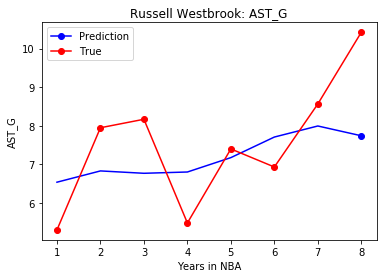 Russell Westbrook: AST_G
Prediction
True
AST_G
10
9
8
7
6
1 2 3 4 5 6 7 8
Years in NBA